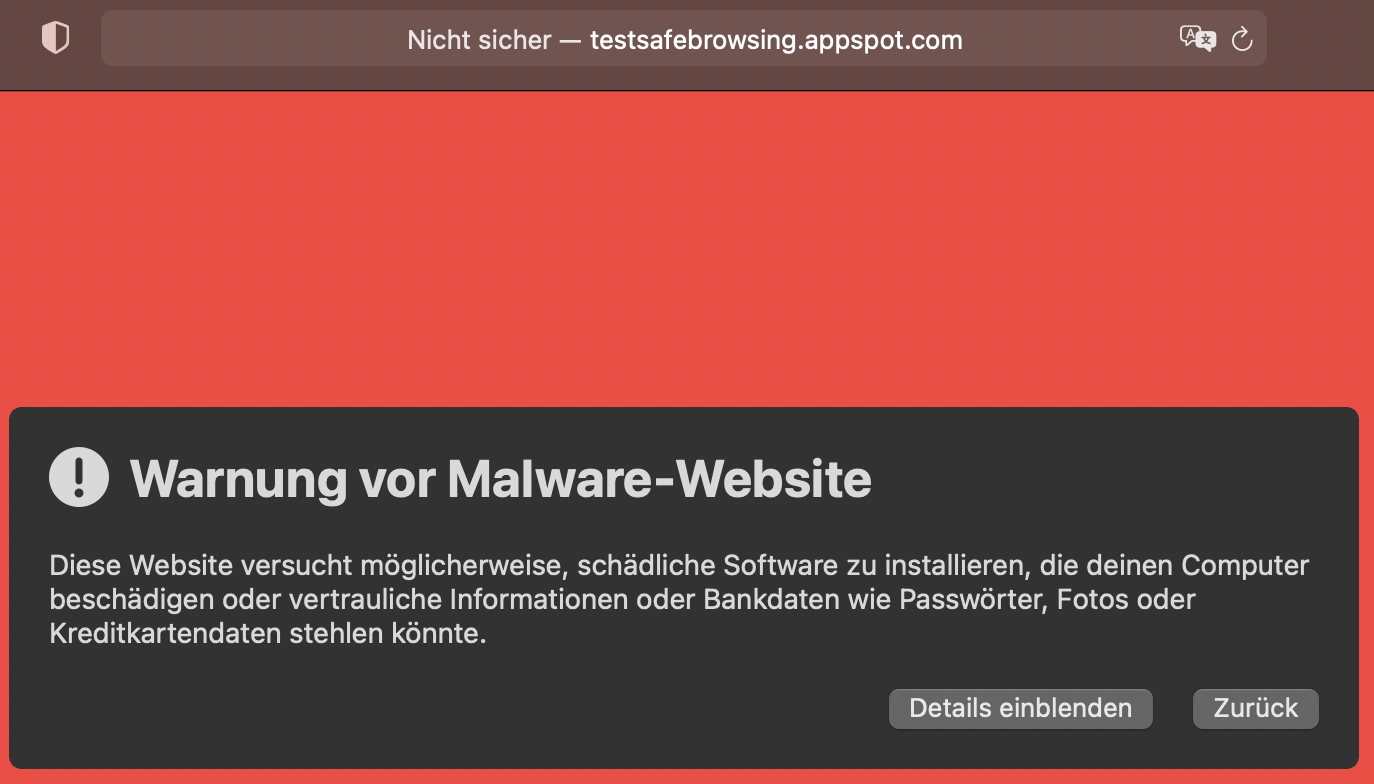 Nicht sicher — testsafebrowsing.appspot.com
Warnung vor Malware-Website
Diese Website versucht möglicherweise, schädliche Software zu installieren, die deinen Computer
beschädigen oder vertrauliche Informationen oder Bankdaten wie Passwörter, Fotos oder
Kreditkartendaten stehlen könnte.
Details einblenden
Zurück